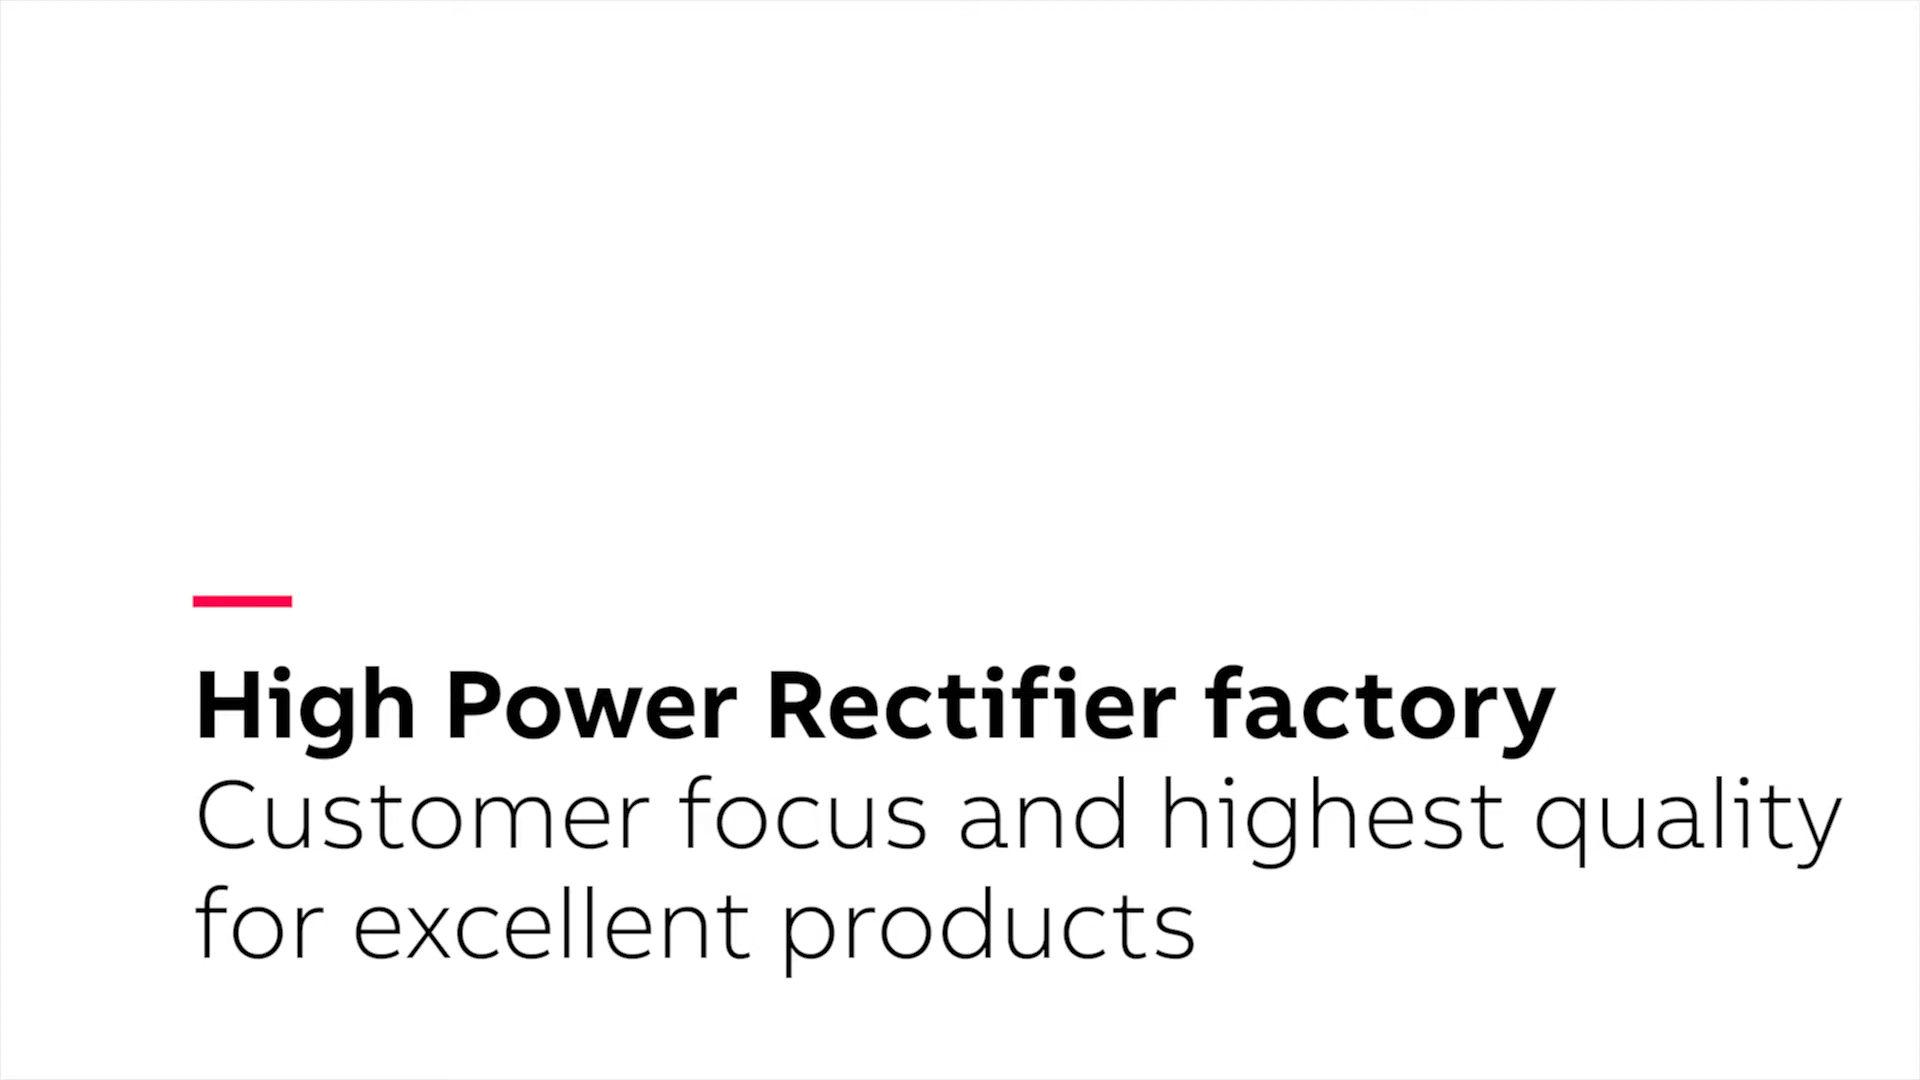 High Power Rectifier factory
Customer focus and highest quality
for excellent products